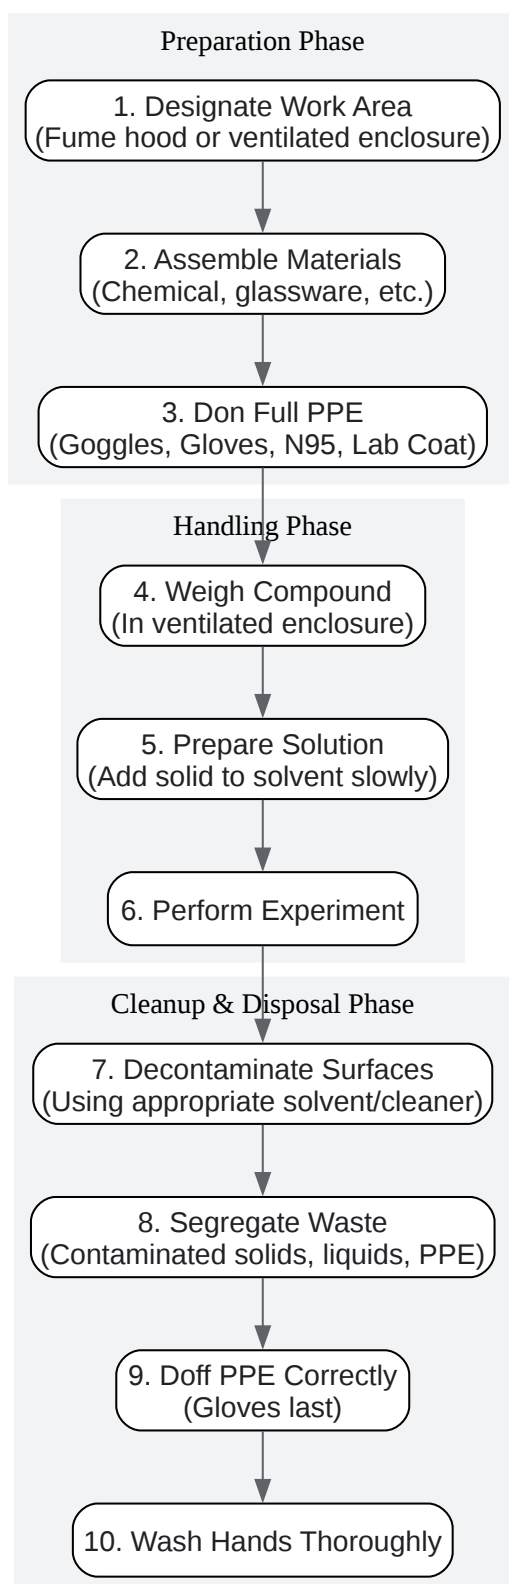 Preparation Phase
1. Designate Work Area
(Fume hood or ventilated enclosure)
2. Assemble Materials
(Chemical, glassware, etc.)
3. Don Full PPE
(Goggles, Gloves, N95, Lab Coat)
Handling Phase
4. Weigh Compound
(In ventilated enclosure)
5. Prepare Solution
(Add solid to solvent slowly)
6. Perform Experiment
Cleanup & Disposal Phase
7. Decontaminate Surfaces
(Using appropriate solvent/cleaner)
8. Segregate Waste
(Contaminated solids, liquids, PPE)
9. Doff PPE Correctly
(Gloves last)
10. Wash Hands Thoroughly